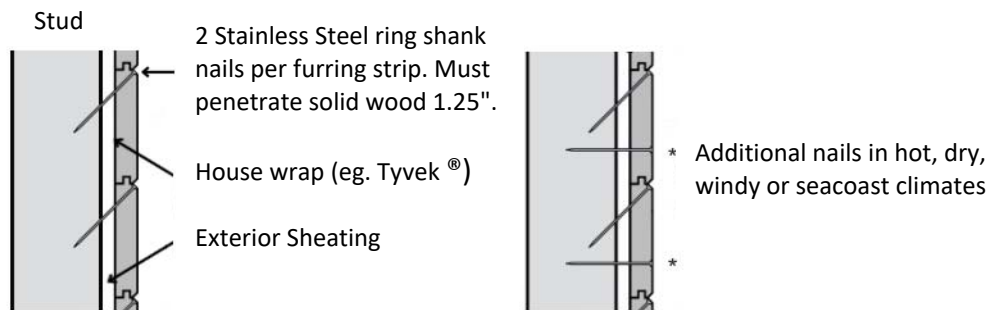 Stud
2 Stainless Steel ring shank
nails per furring strip. Must
penetrate solid wood 1.25".
House wrap (eg. Tyvek ®)
Exterior Sheating
* Additional nails in hot, dry,
windy or seacoast climates
*